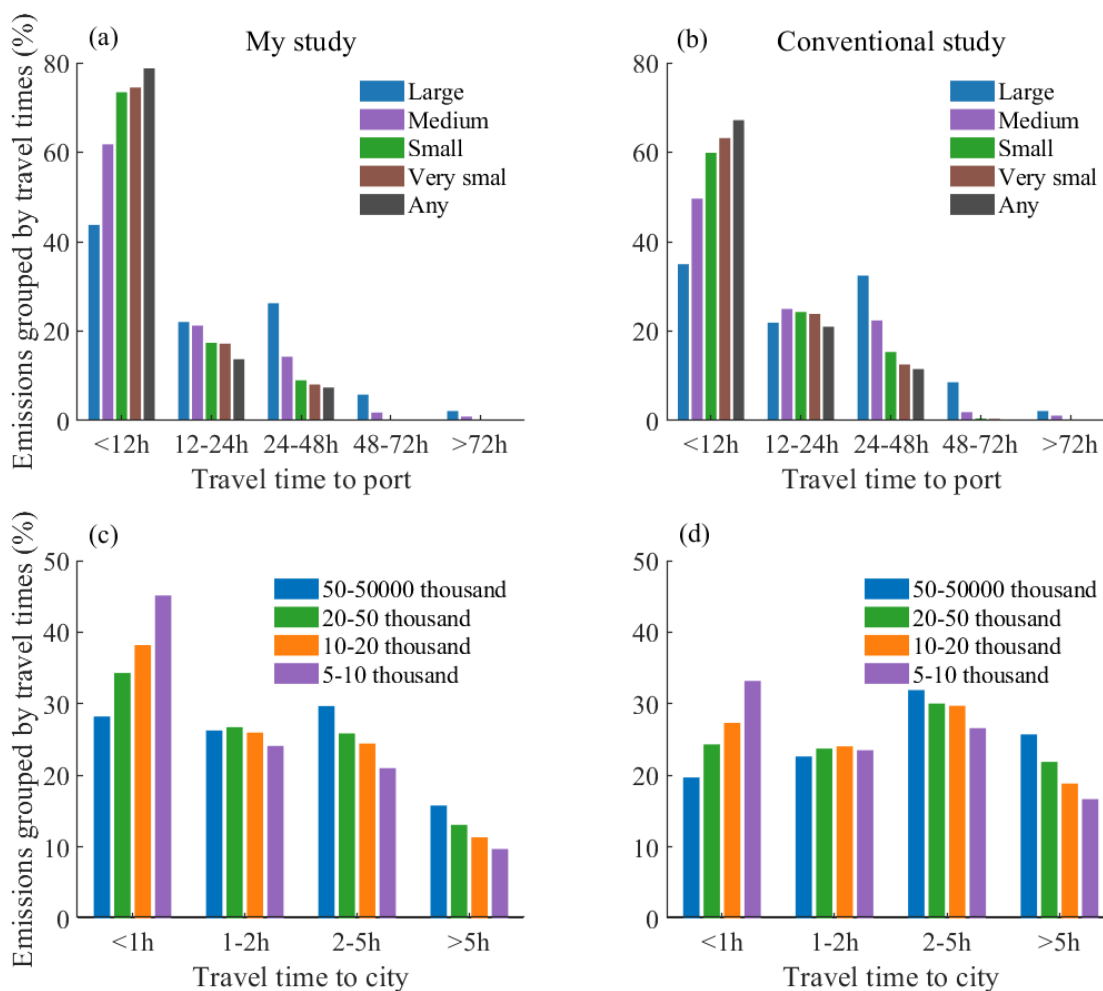 (a)
My study
Emissions grouped by travel times (%)
80
60
40
20
0
Large
Medium
Small
Very smal
Any
<12h
12-24h
24-48h
48-72h
>72h
Travel time to port
(b)
Conventional study
80
60
40
20
0
Large
Medium
Small
Very smal
Any
<12h
12-24h
24-48h
48-72h
>72h
Travel time to port
(c)
Emissions grouped by travel times (%)
50
40
30
20
10
0
50-50000 thousand
20-50 thousand
10-20 thousand
5-10 thousand
<1h
1-2h
2-5h
>5h
Travel time to city
(d)
50
40
30
20
10
0
50-50000 thousand
20-50 thousand
10-20 thousand
5-10 thousand
<1h
1-2h
2-5h
>5h
Travel time to city